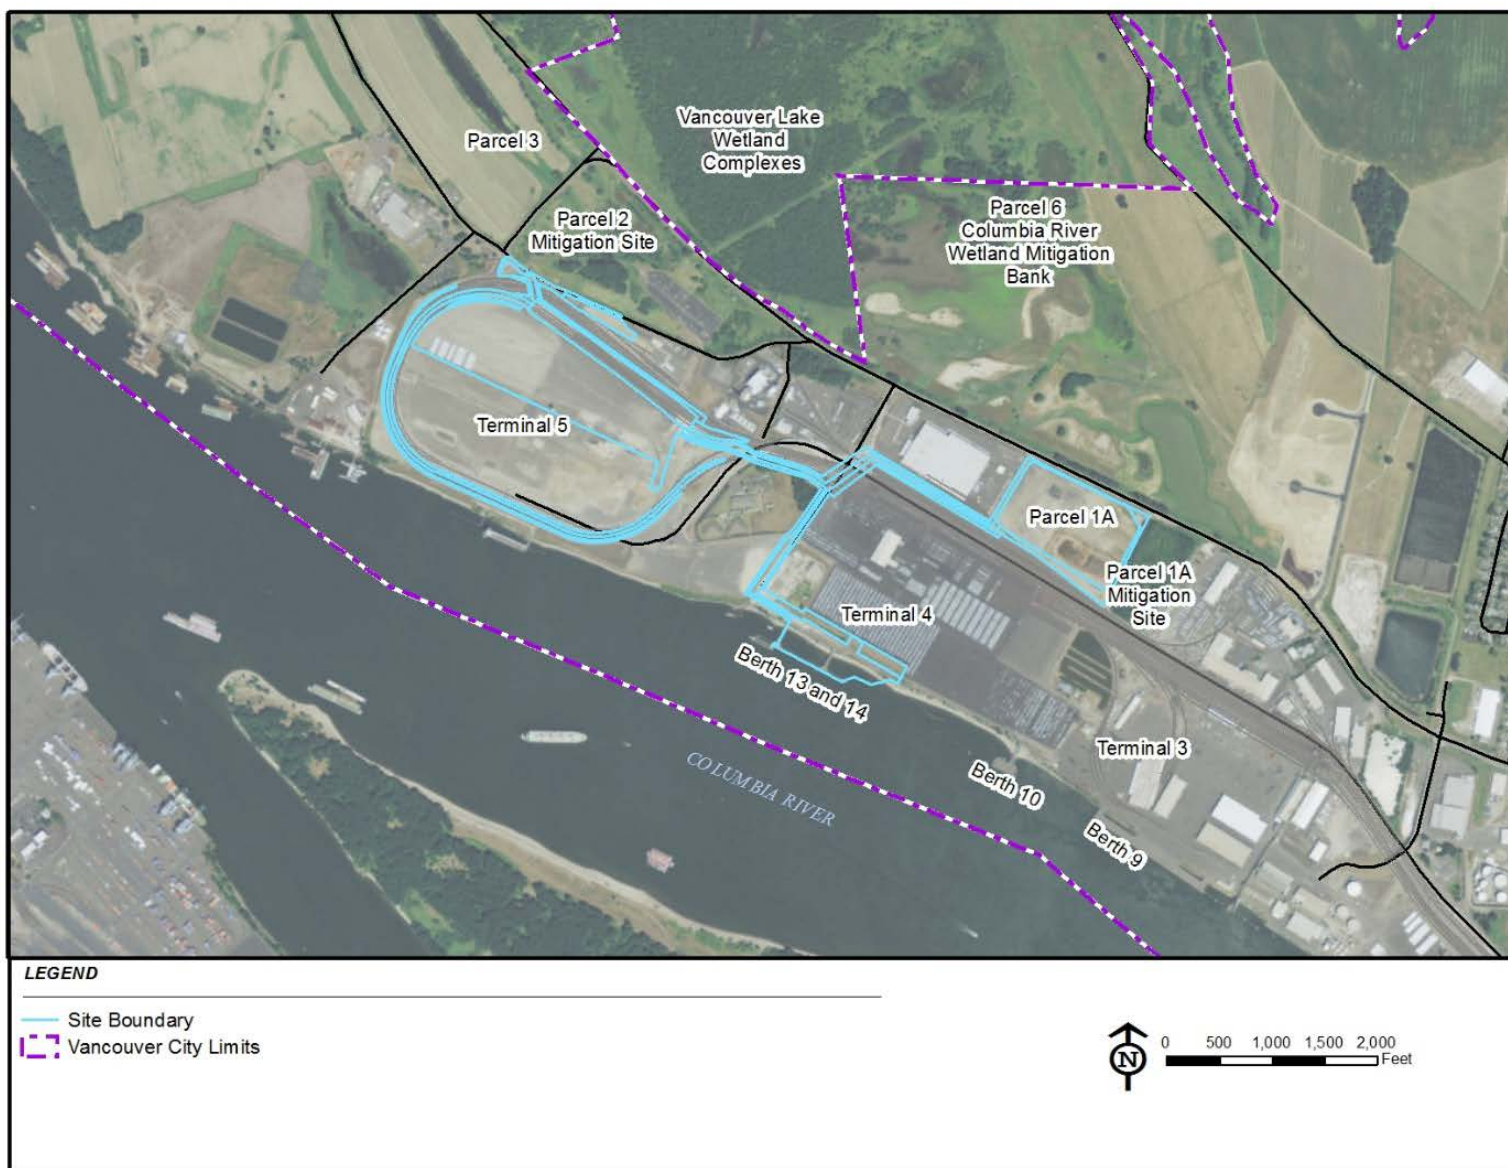 Vancouver Lake
Wetland
Complexes
Parcel 3
Parcel 2
Mitigation Site
Parcel 6
Columbia River
Wetland Mitigation
Bank
Terminal 5
Parcel 1A
Parcel 1A
Mitigation
Site
Terminal 4
Berth 13 and 14
Terminal 3
COLUMBIA RIVER
Berth 10
Berth 9
LEGEND
Site Boundary
Vancouver City Limits
N
0 500 1,000 1,500 2,000
Feet